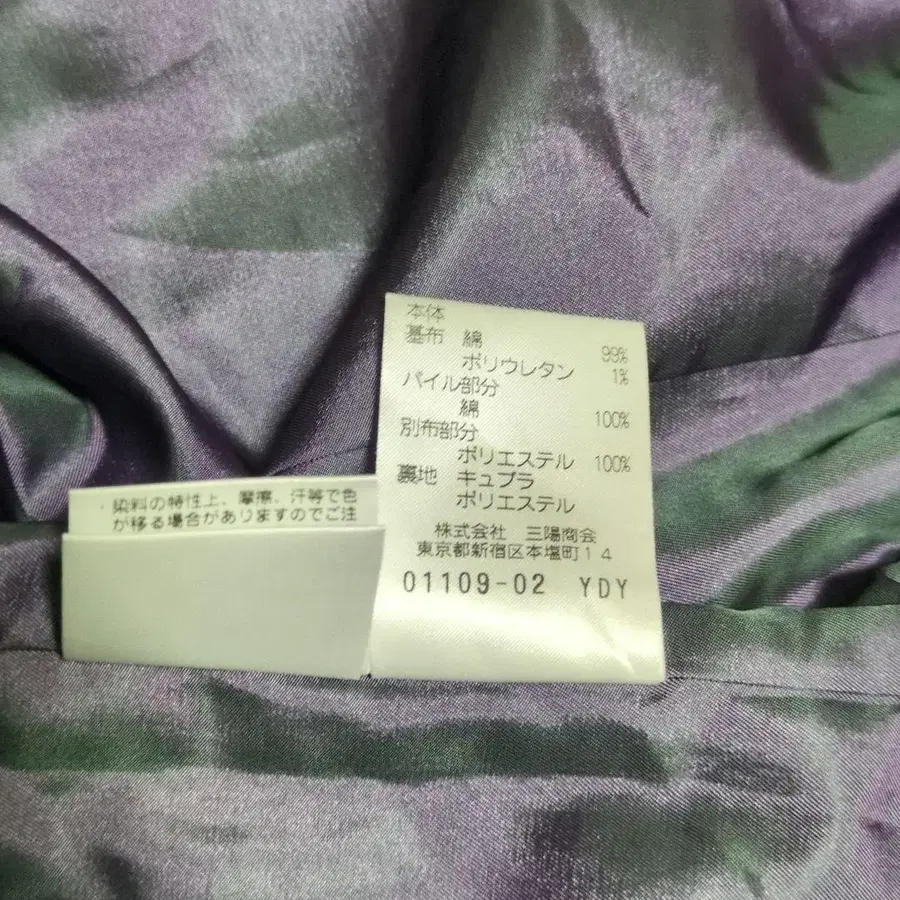 本体
基布 綿 99%
ポリウレタン 1%
パイル部分
綿 100%
別布部分
ポリエステル 100%
裏地 キュプラ
ポリエステル
株式会社 三陽商会
東京都新宿区本塩町14
01109-02 YDY
染料の特性上、摩擦、汗等で色
が移る場合がありますのでご注